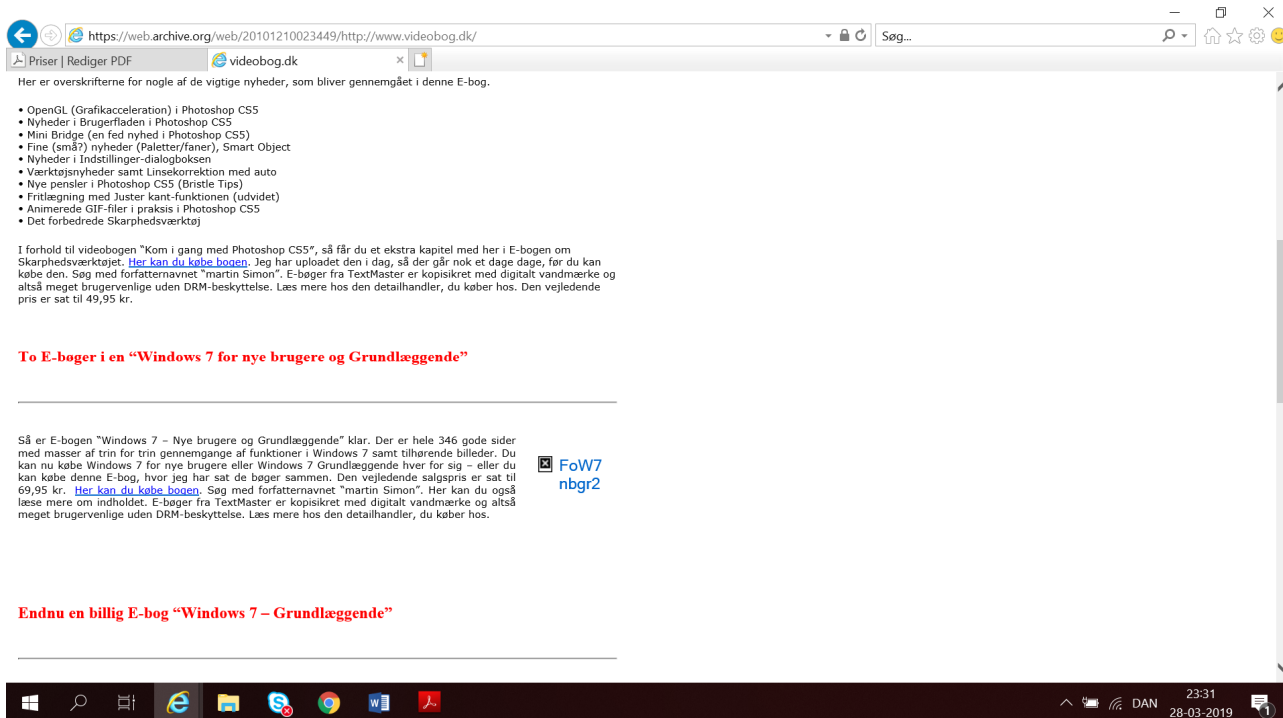 https://web.archive.org/web/20101210023449/http://www.videobog.dk/
Søg...
Priser | Rediger PDF
videobog.dk
Her er overskrifterne for nogle af de vigtige nyheder, som bliver gennemgået i denne E-bog.
• OpenGL (Grafikacceleration) i Photoshop CS5
• Nyheder i Brugerfladen i Photoshop CS5
• Mini Bridge (en fed nyhed i Photoshop CS5)
• Fine (små?) nyheder (Paletter/faner), Smart Object
• Nyheder i Indstillinger-dialogboksen
• Værktøjsnyheder samt Linsekorrektion med auto
• Nye pensler i Photoshop CS5 (Bristle Tips)
• Fritlægning med Juster kant-funktionen (udvidet)
• Animerede GIF-filer i praksis i Photoshop CS5
• Det forbedrede Skarphedsværktøj
I forhold til videobogen “Kom i gang med Photoshop CS5”, så får du et ekstra kapitel med her i E-bogen om
Skarphedsværktøjet. Her kan du købe bogen. Jeg har uploadet den i dag, så der går nok et dage dage, før du kan
købe den. Søg med forfatternavnet “martin Simon”. E-bøger fra TextMaster er kopisikret med digitalt vandmærke og
altså meget brugervenlige uden DRM-beskyttelse. Læs mere hos den detailhandler, du køber hos. Den vejledende
pris er sat til 49,95 kr.
To E-bøger i en “Windows 7 for nye brugere og Grundlæggende”
Så er E-bogen “Windows 7 – Nye brugere og Grundlæggende” klar. Der er hele 346 gode sider
med masser af trin for trin gennemgange af funktioner i Windows 7 samt tilhørende billeder. Du
kan nu købe Windows 7 for nye brugere eller Windows 7 Grundlæggende hver for sig – eller du
kan købe denne E-bog, hvor jeg har sat de bøger sammen. Den vejledende salgspris er sat til
69,95 kr. Her kan du købe bogen. Søg med forfatternavnet “martin Simon”. Her kan du også
læse mere om indholdet. E-bøger fra TextMaster er kopisikret med digitalt vandmærke og altså
meget brugervenlige uden DRM-beskyttelse. Læs mere hos den detailhandler, du køber hos.
FoW7
nbgr2
Endnu en billig E-bog “Windows 7 – Grundlæggende”
DAN
23:31
28-03-2019
1